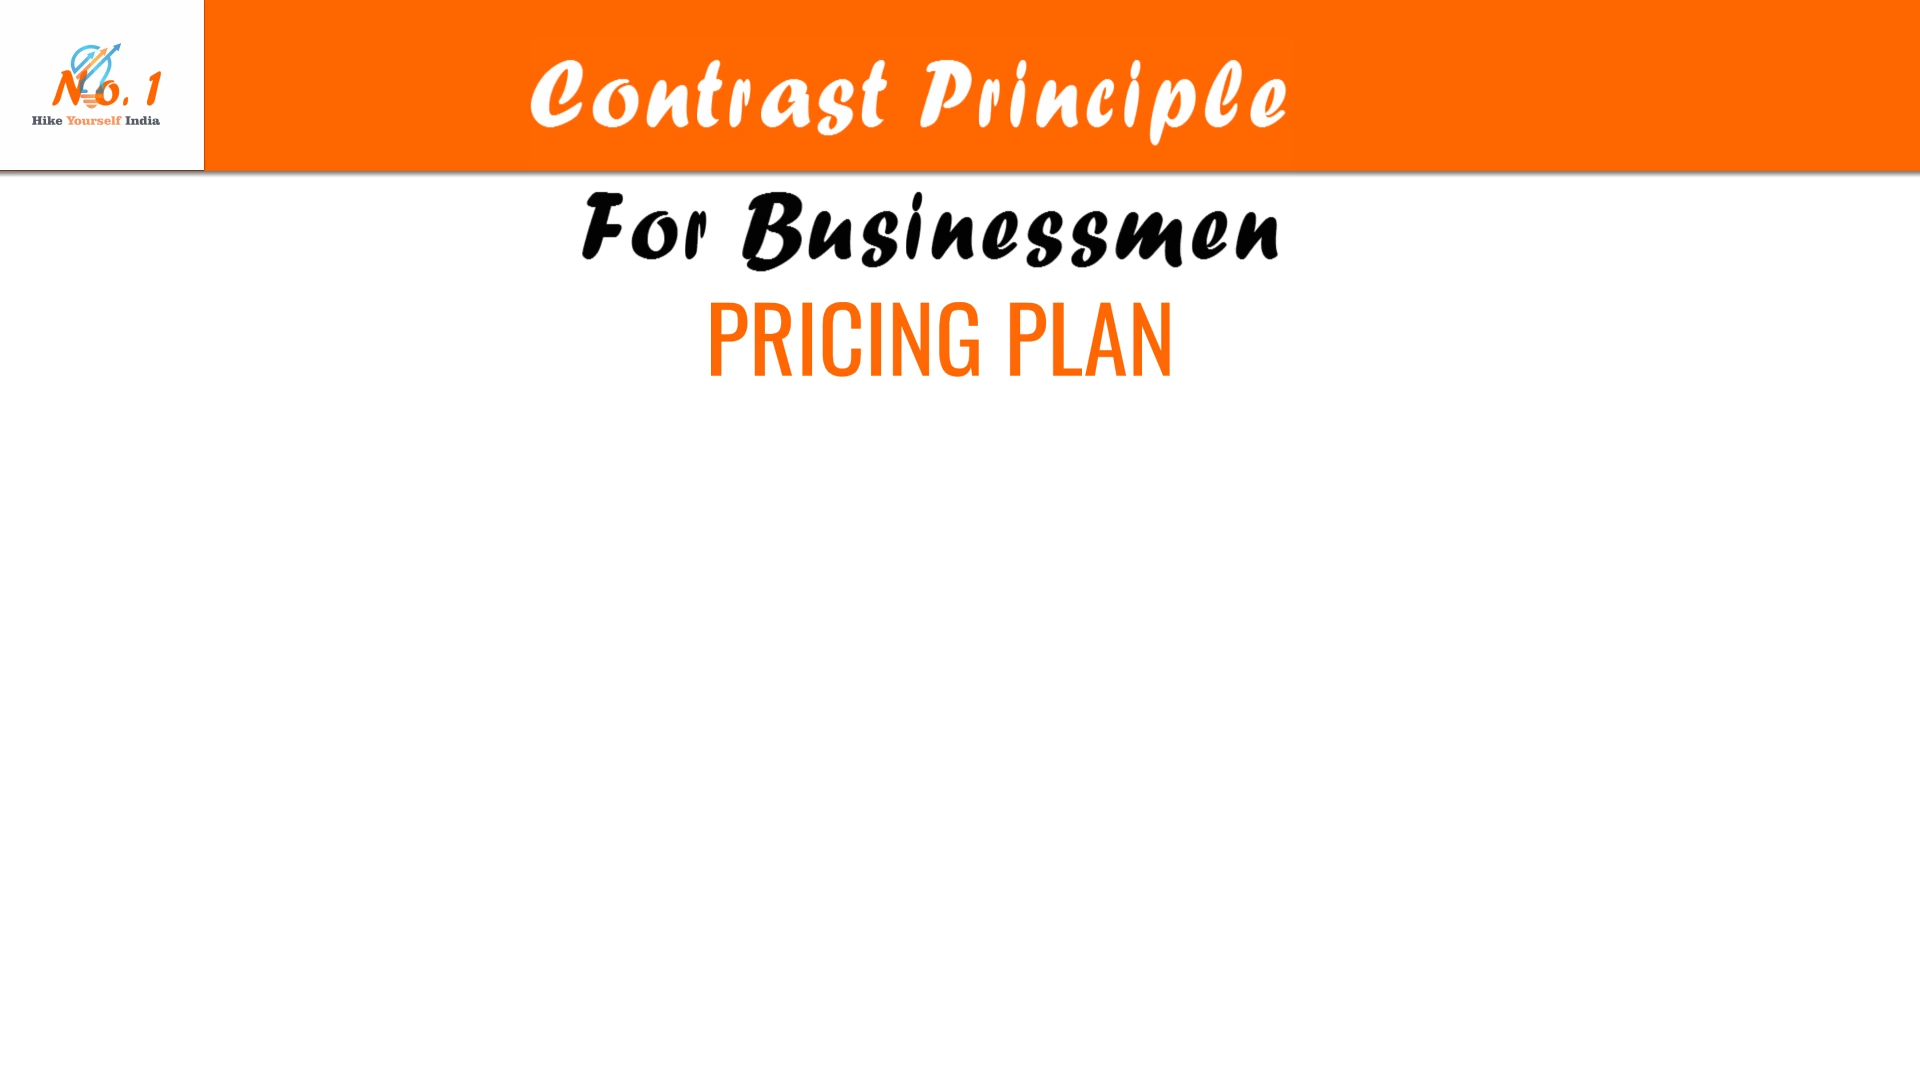 No. 1
Hike Yourself India
Contrast Principle
For Businessmen
PRICING PLAN